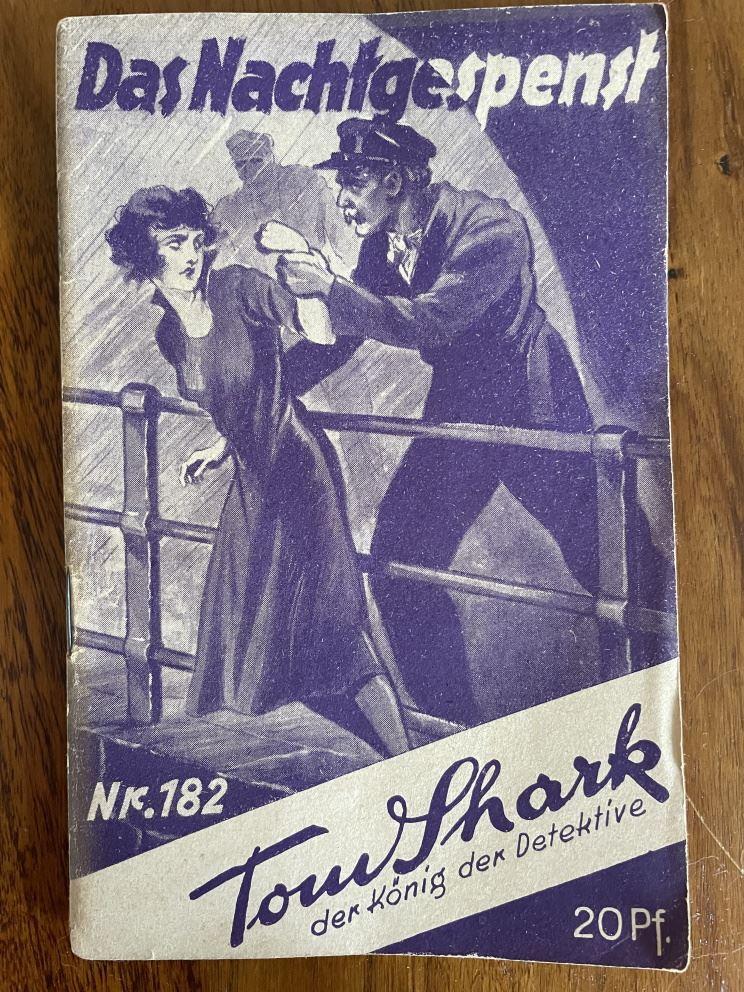 Das Nachtgespenst
Nr. 182
Tom Shark
der König der Detektive
20 Pf.